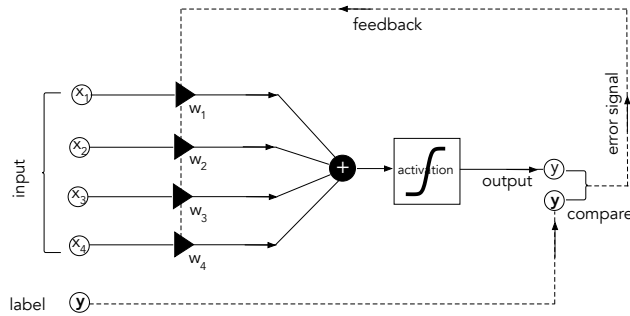 feedback
x1
w1
x2
w2
x3
w3
x4
w4
input
+
activation
output
y
y
compare
error signal
label
y